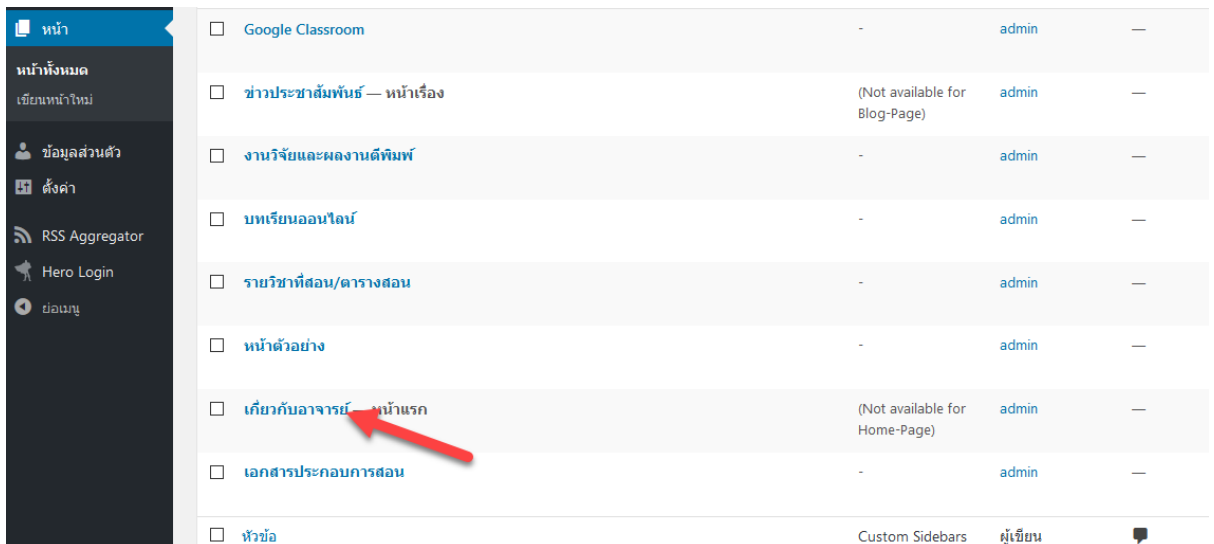 หน้า
หน้าทั้งหมด
เขียนหน้าใหม่
ข้อมูลส่วนตัว
ตั้งค่า
RSS Aggregator
Hero Login
ย่อเมนู
Google Classroom - admin —
ข่าวประชาสัมพันธ์ — หน้าเรื่อง (Not available for Blog-Page) admin —
งานวิจัยและผลงานตีพิมพ์ - admin —
บทเรียนออนไลน์ - admin —
รายวิชาที่สอน/ตารางสอน - admin —
หน้าตัวอย่าง - admin —
เกี่ยวกับอาจารย์ — หน้าแรก (Not available for Home-Page) admin —
เอกสารประกอบการสอน - admin —
หัวข้อ Custom Sidebars ผู้เขียน